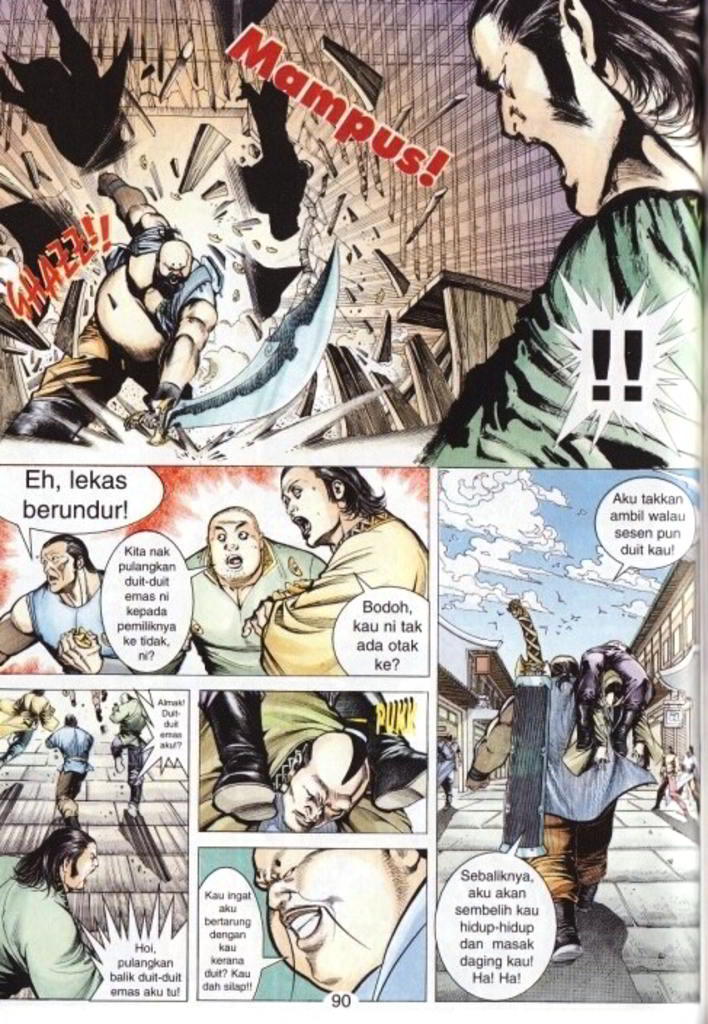 Mampus!
GHAZZ!!
!!
Eh, lekas
berundur!
Kita nak
pulangkan
duit-duit
emas ni
kepada
pemiliknya
ke tidak,
ni?
Bodoh,
kau ni tak
ada otak
ke?
Aku takkan
ambil walau
sesen pun
duit kau!
Sebaliknya,
aku akan
sembelih kau
hidup-hidup
dan masak
daging kau!
Ha! Ha!
Almak!
Duit-
duit
emas
aku!?
Hoi,
pulangkan
balik duit-duit
emas aku tu!
PUKK
Kau ingat
aku
bertarung
dengan
kau
kerana
duit? Kau
dah silap!!
90